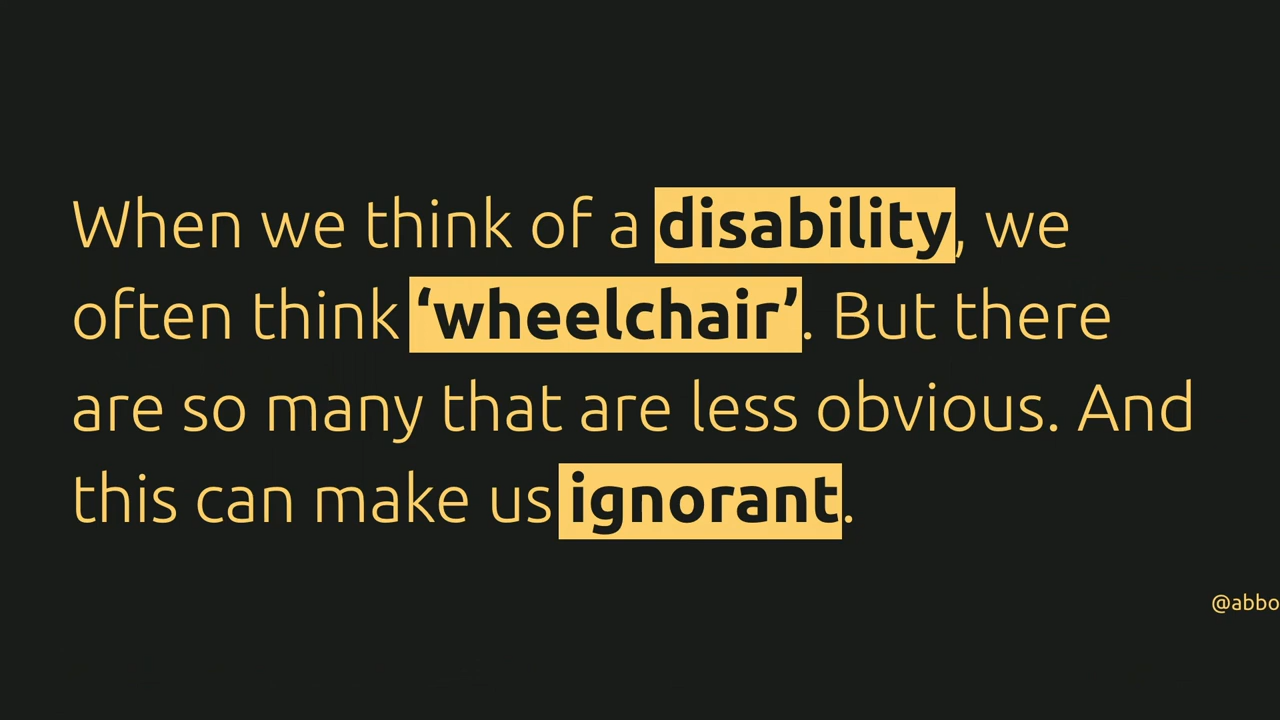 When we think of a disability, we
often think ‘wheelchair’. But there
are so many that are less obvious. And
this can make us ignorant.
@abbo